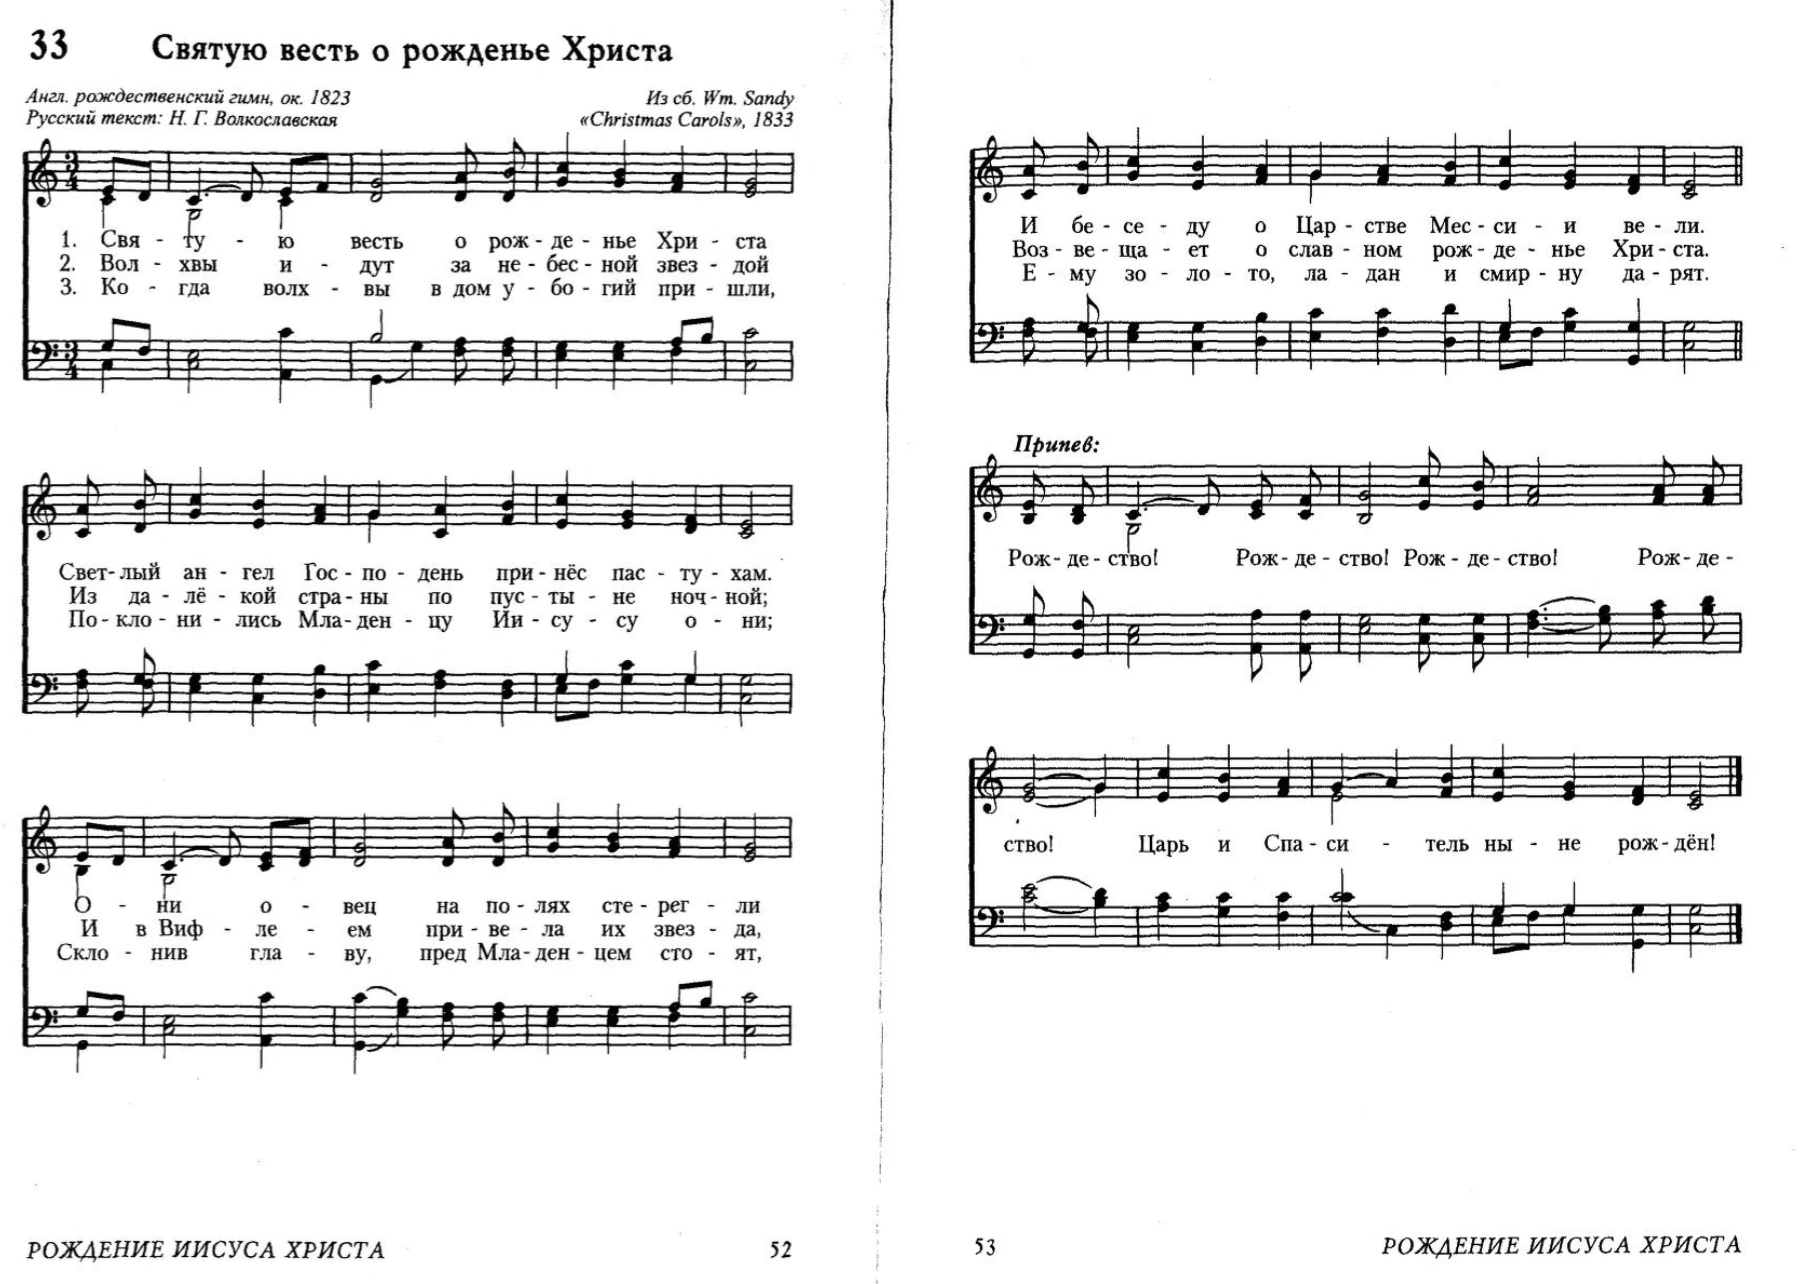 33 Святую весть о рожденье Христа
Англ. рождественский гимн, ок. 1823 Из сб. Wm. Sandy
Русский текст: Н. Г. Волкославская «Christmas Carols», 1833
1. Свя - ту - ю весть о рож - де - нье Хри - ста
2. Вол - хвы и - дут за не - бес - ной звез - дой
3. Ко - гда волх - вы в дом у - бо - гий при - шли,
Свет - лый ан - гел Гос - по - день при - нёс пас - ту - хам.
Из да - лё - кой стра - ны по пус - ты - не ноч - ной;
По - кло - ни - лись Мла - ден - цу Ии - су - су о - ни;
О - ни о - вец на по - лях сте - рег - ли
И в Виф - ле - ем при - ве - ла их звез - да,
Скло - нив гла - ву, пред Мла - ден - цем сто - ят,
РОЖДЕНИЕ ИИСУСА ХРИСТА 52
И бе - се - ду о Цар - стве Мес - си - и ве - ли.
Воз - ве - ща - ет о слав - ном рож - де - нье Хри - ста.
Е - му зо - ло - то, ла - дан и смир - ну да - рят.
Припев:
Рож - де - ство! Рож - де - ство! Рож - де - ство! Рож - де -
ство! Царь и Спа - си - тель ны - не рож - дён!
53 РОЖДЕНИЕ ИИСУСА ХРИСТА